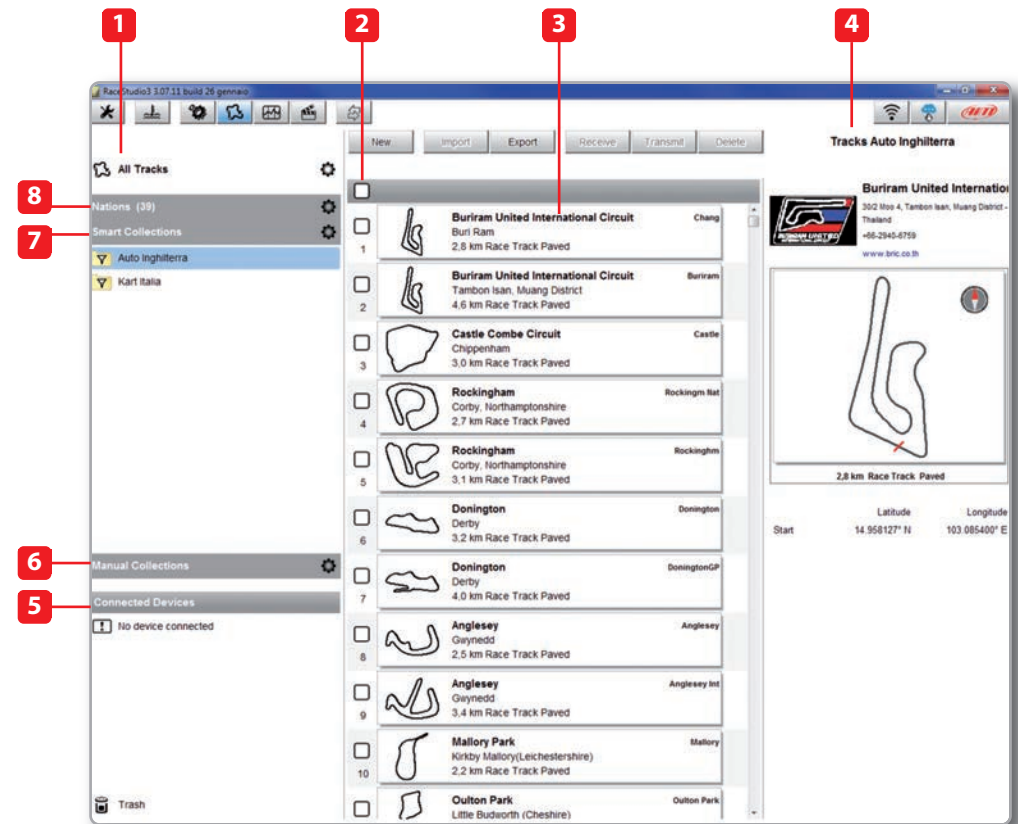 1
2
3
4
RaceStudio3 3.07.11 build 26 gennaio
AIM
New
Import
Export
Receive
Transmit
Delete
Tracks Auto Inghilterra
All Tracks
8
Nations (39)
7
Smart Collections
Auto Inghilterra
Kart Italia
6
Manual Collections
5
Connected Devices
No device connected
Trash
Buriram United International Circuit
Chang
Buri Ram
2,8 km Race Track Paved
1
Buriram United International Circuit
Buriram
Tambon Isan, Muang District
4,6 km Race Track Paved
2
Castle Combe Circuit
Castle
Chippenham
3,0 km Race Track Paved
3
Rockingham
Rockingm Nat
Corby, Northamptonshire
2,7 km Race Track Paved
4
Rockingham
Rockinghm
Corby, Northamptonshire
3,1 km Race Track Paved
5
Donington
Donington
Derby
3,2 km Race Track Paved
6
Donington
DoningtonGP
Derby
4,0 km Race Track Paved
7
Anglesey
Anglesey
Gwynedd
2,5 km Race Track Paved
8
Anglesey
Anglesey Int
Gwynedd
3,4 km Race Track Paved
9
Mallory Park
Mallory
Kirkby Mallory(Leichestershire)
2,2 km Race Track Paved
10
Oulton Park
Oulton Park
Little Budworth (Cheshire)
Buriram United Internation
30/2 Moo 4, Tambon Isan, Muang District -
Thailand
+66-2940-6759
www.bric.co.th
BURIRAM UNITED
INTERNATIONAL CIRCUIT
2,8 km Race Track Paved
Latitude
Longitude
Start
14.958127° N
103.085400° E